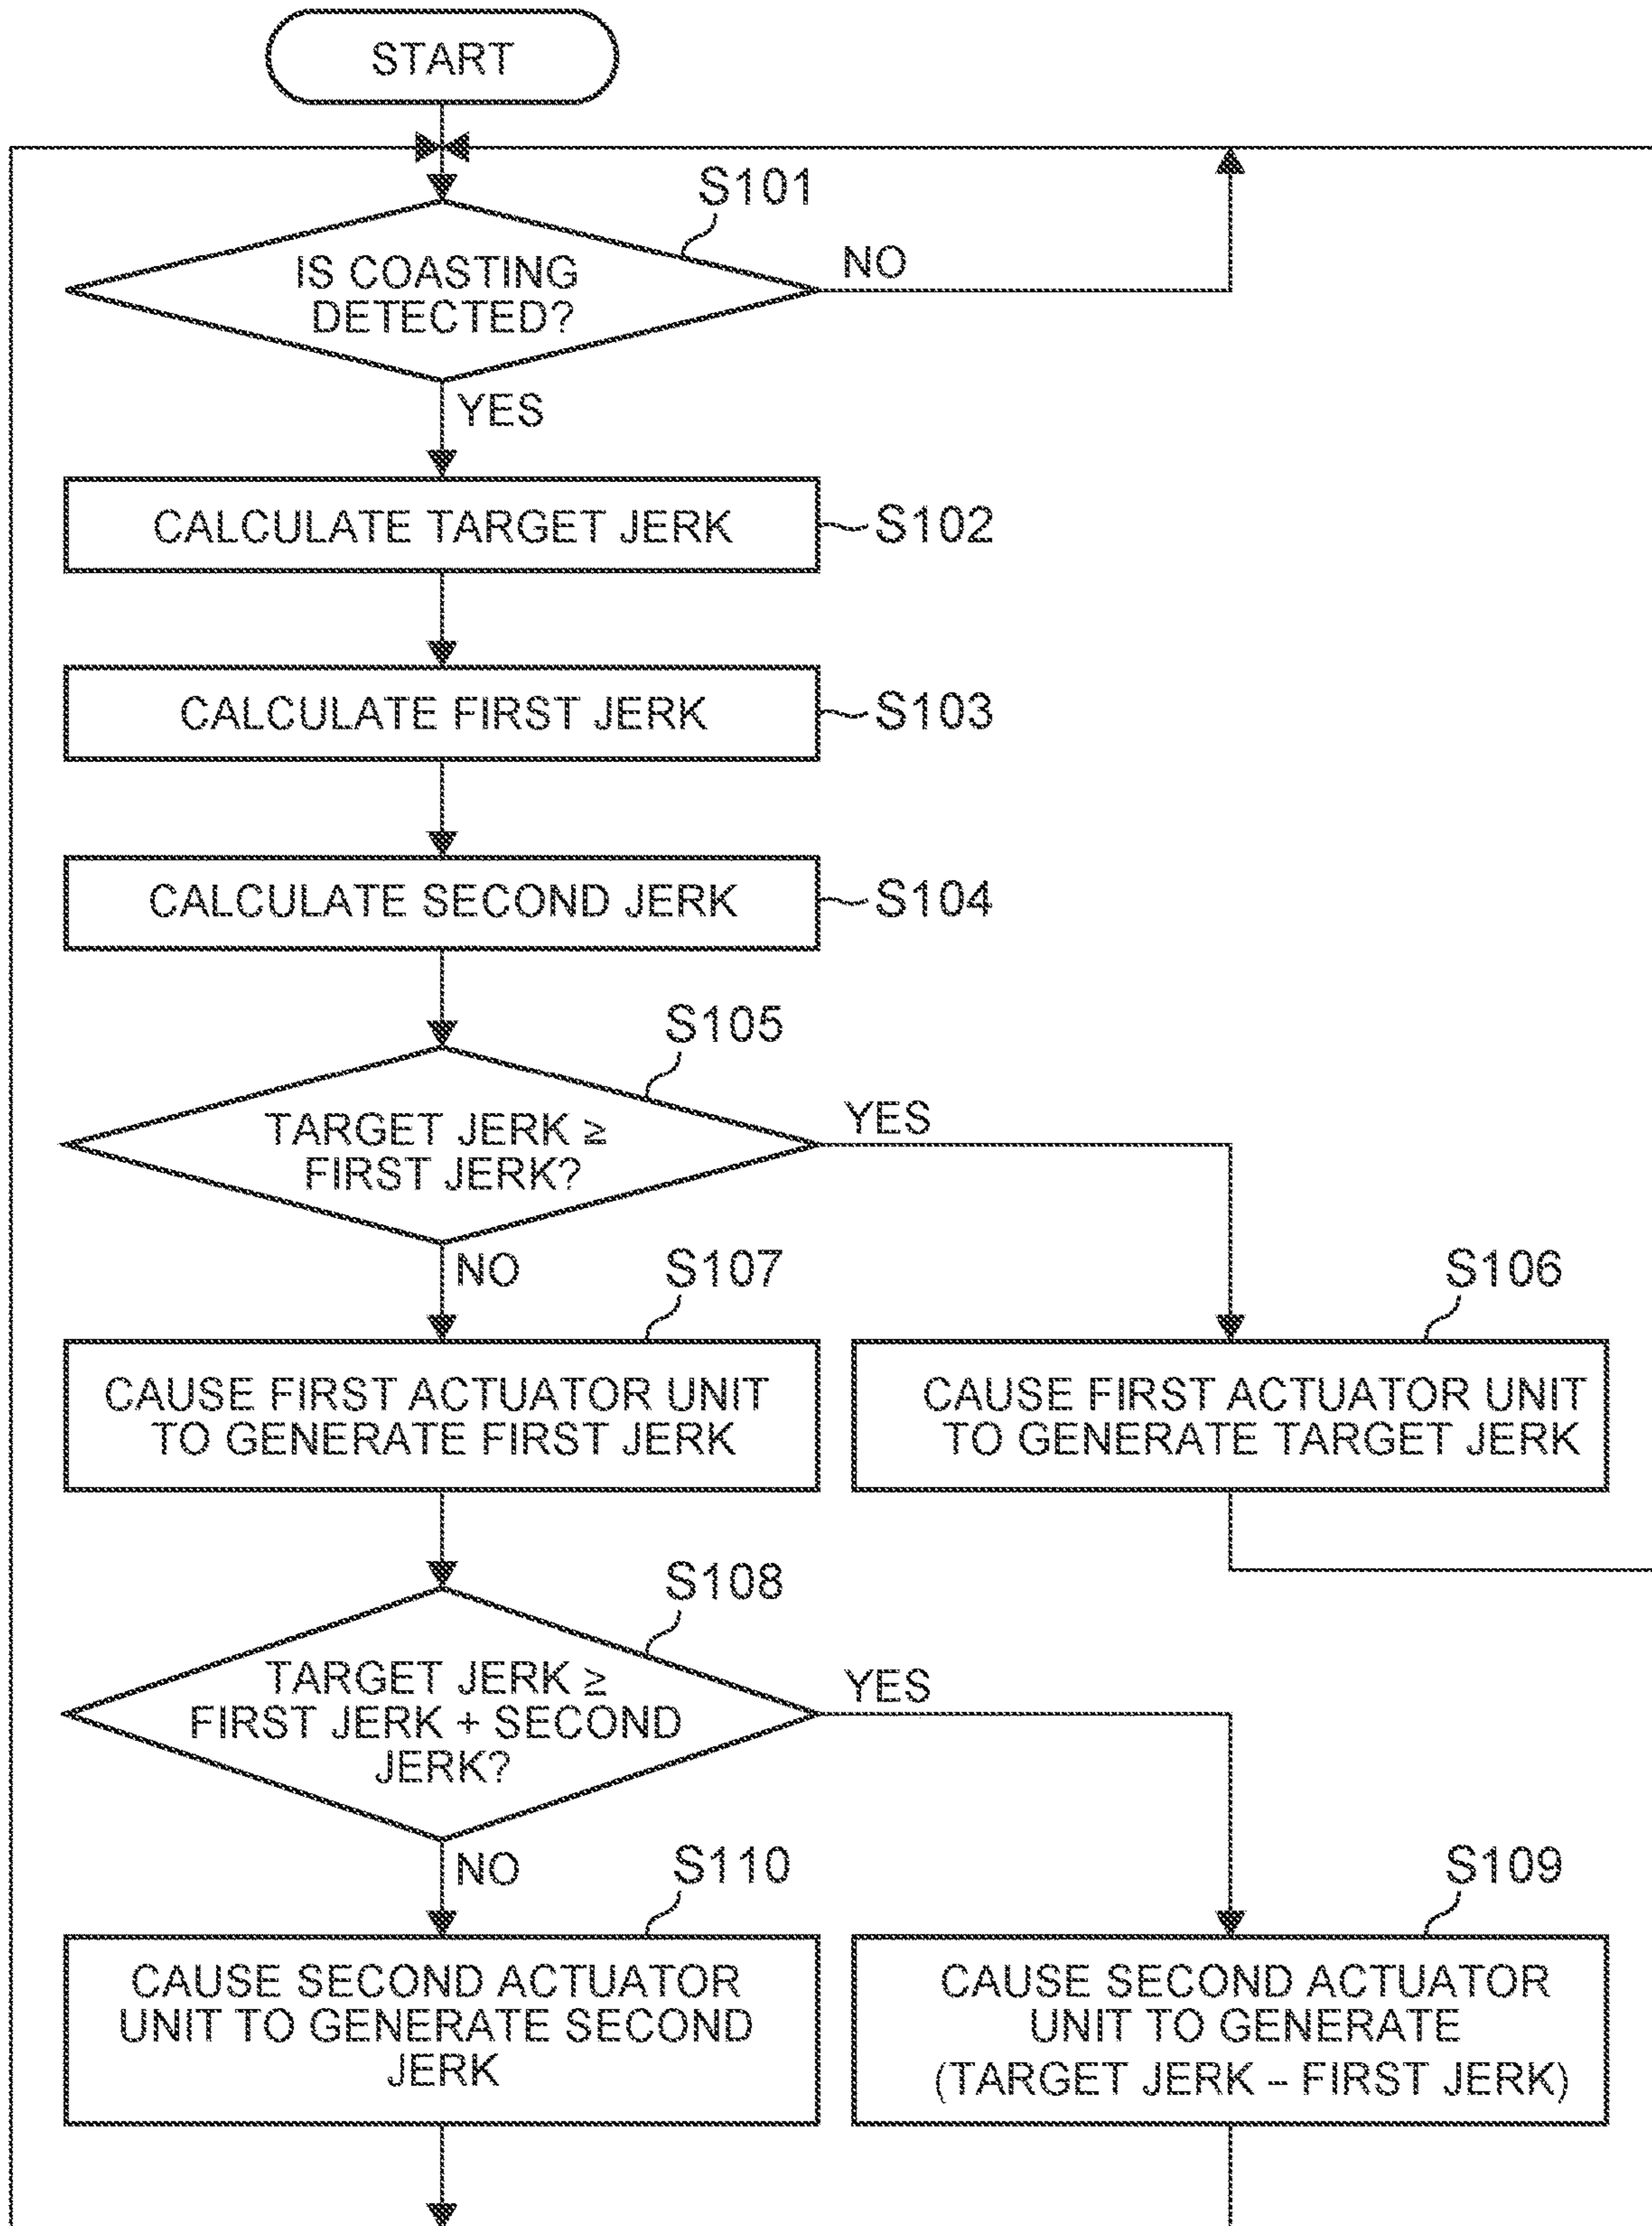 START
S101
IS COASTING
DETECTED?
NO
YES
CALCULATE TARGET JERK
S102
CALCULATE FIRST JERK
S103
CALCULATE SECOND JERK
S104
S105
TARGET JERK ≥
FIRST JERK?
YES
NO
S107
S106
CAUSE FIRST ACTUATOR UNIT
TO GENERATE FIRST JERK
CAUSE FIRST ACTUATOR UNIT
TO GENERATE TARGET JERK
S108
TARGET JERK ≥
FIRST JERK + SECOND
JERK?
YES
NO
S110
S109
CAUSE SECOND ACTUATOR
UNIT TO GENERATE SECOND
JERK
CAUSE SECOND ACTUATOR
UNIT TO GENERATE
(TARGET JERK – FIRST JERK)